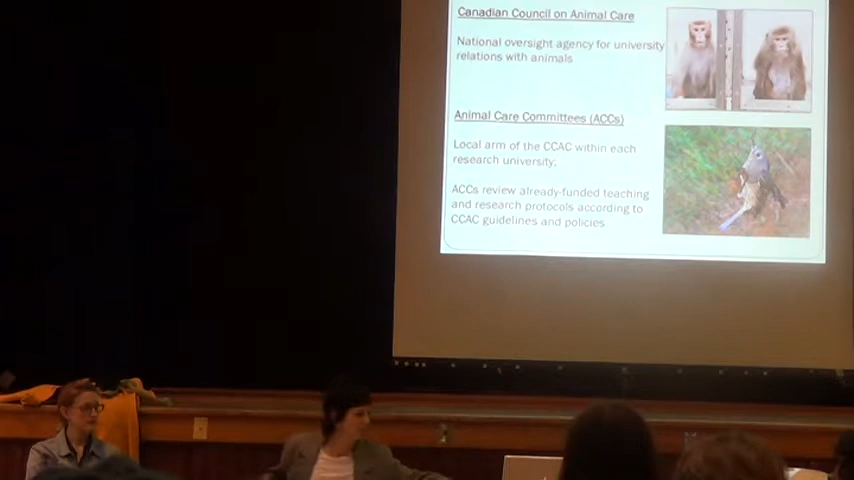 Canadian Council on Animal Care
National oversight agency for university
relations with animals
Animal Care Committees (ACCs)
Local arm of the CCAC within each
research university;
ACCs review already-funded teaching
and research protocols according to
CCAC guidelines and policies